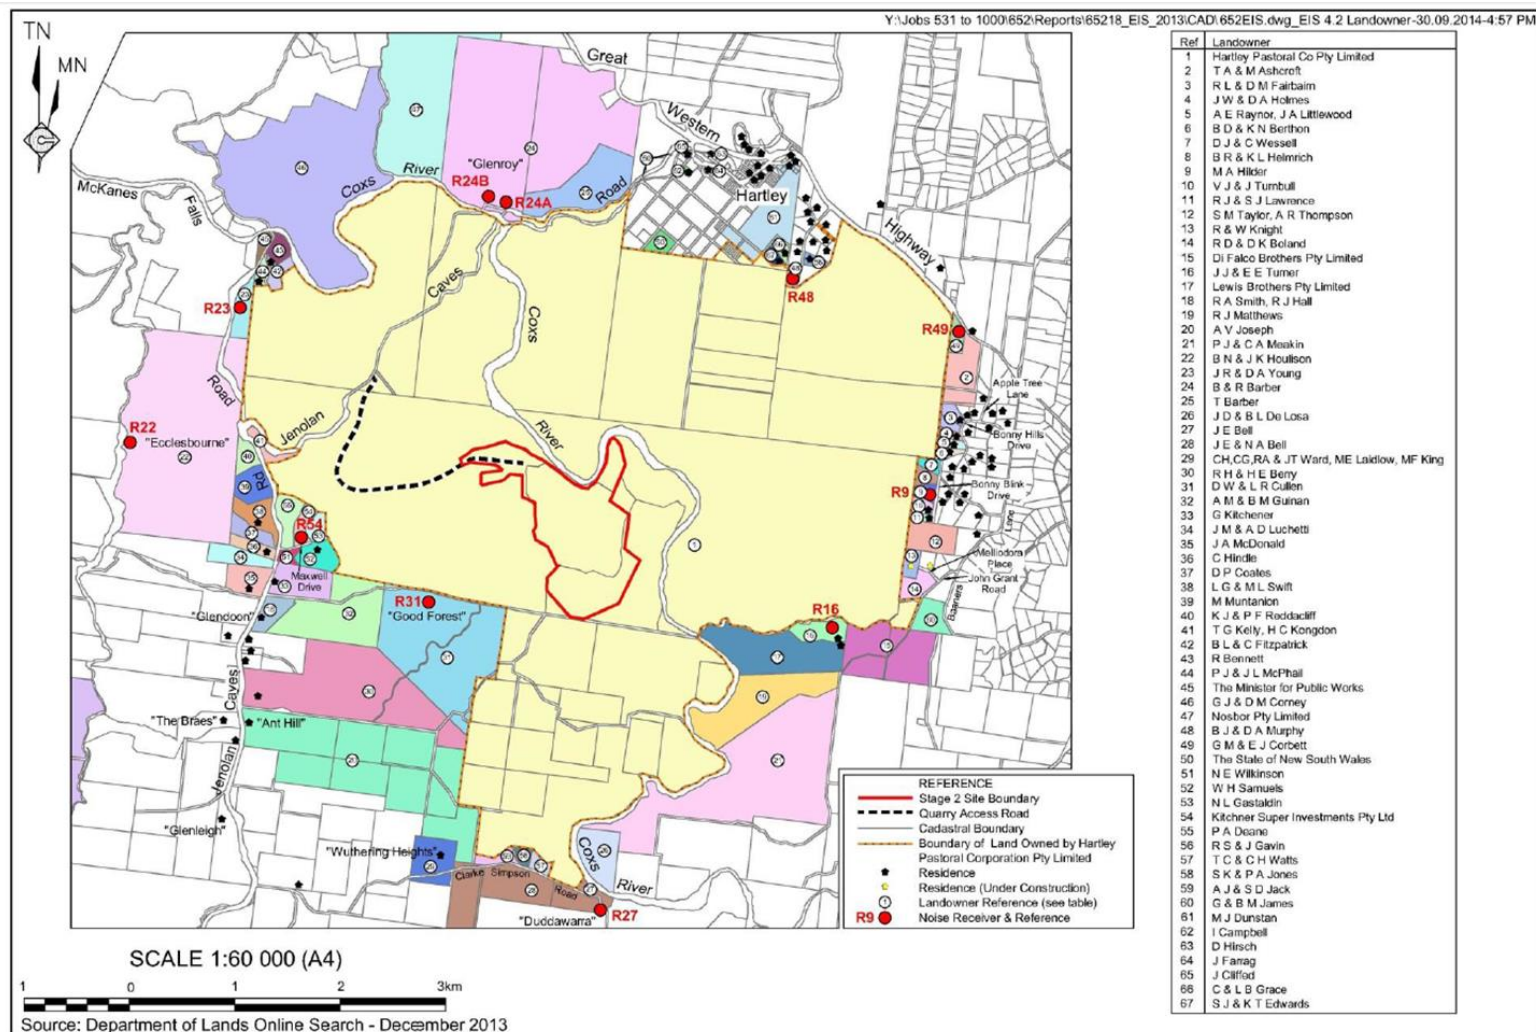 Y:\Jobs 531 to 1000\652\Reports\65218_EIS_2013\CAD\652EIS.dwg_EIS 4.2 Landowner-30.09.2014-4:57 PM
TN
MN
Great
Western
Highway
McKanes
Falls
Road
Coxs
River
"Glenroy"
Road
Hartley
R24B
R24A
R23
R48
R49
Caves
Coxs
River
Jenolan
Apple Tree
Lane
Bonny Hills
Drive
R22
"Ecclesbourne"
Rd
R9
Bonny Blink
Drive
Lane
R54
Maxwell
Drive
Melliodora
Place
John Grant
Road
Baaners
R31
"Good Forest"
R16
"Glendoon"
Caves
"The Braes"
"Ant Hill"
Jenolan
"Glenleigh"
"Wuthering Heights"
Clarke Simpson Road
Coxs
River
"Duddawarra"
R27
REFERENCE
Stage 2 Site Boundary
Quarry Access Road
Cadastral Boundary
Boundary of Land Owned by Hartley
Pastoral Corporation Pty Limited
Residence
Residence (Under Construction)
1 Landowner Reference (see table)
R9 Noise Receiver & Reference
SCALE 1:60 000 (A4)
1 0 1 2 3km
Source: Department of Lands Online Search - December 2013
Ref Landowner
1 Hartley Pastoral Co Pty Limited
2 T A & M Ashcroft
3 R L & D M Fairbairn
4 J W & D A Holmes
5 A E Raynor, J A Littlewood
6 B D & K N Berthon
7 D J & C Wessell
8 B R & K L Helmrich
9 M A Hilder
10 V J & J Turnbull
11 R J & S J Lawrence
12 S M Taylor, A R Thompson
13 R & W Knight
14 R D & D K Boland
15 Di Falco Brothers Pty Limited
16 J J & E E Turner
17 Lewis Brothers Pty Limited
18 R A Smith, R J Hall
19 R J Matthews
20 A V Joseph
21 P J & C A Meakin
22 B N & J K Houlison
23 J R & D A Young
24 B & R Barber
25 T Barber
26 J D & B L De Losa
27 J E Bell
28 J E & N A Bell
29 CH,CG,RA & JT Ward, ME Laidlow, MF King
30 R H & H E Berry
31 D W & L R Cullen
32 A M & B M Guinan
33 G Kitchener
34 J M & A D Luchetti
35 J A McDonald
36 C Hindle
37 D P Coates
38 L G & M L Swift
39 M Muntanion
40 K J & P F Roddacliff
41 T G Kelly, H C Kongdon
42 B L & C Fitzpatrick
43 R Bennett
44 P J & J L McPhail
45 The Minister for Public Works
46 G J & D M Corney
47 Nosbor Pty Limited
48 B J & D A Murphy
49 G M & E J Corbett
50 The State of New South Wales
51 N E Wilkinson
52 W H Samuels
53 N L Gastaldin
54 Kitchner Super Investments Pty Ltd
55 P A Deane
56 R S & J Gavin
57 T C & C H Watts
58 S K & P A Jones
59 A J & S D Jack
60 G & B M James
61 M J Dunstan
62 I Campbell
63 D Hirsch
64 J Farrag
65 J Cliffed
66 C & L B Grace
67 S J & K T Edwards